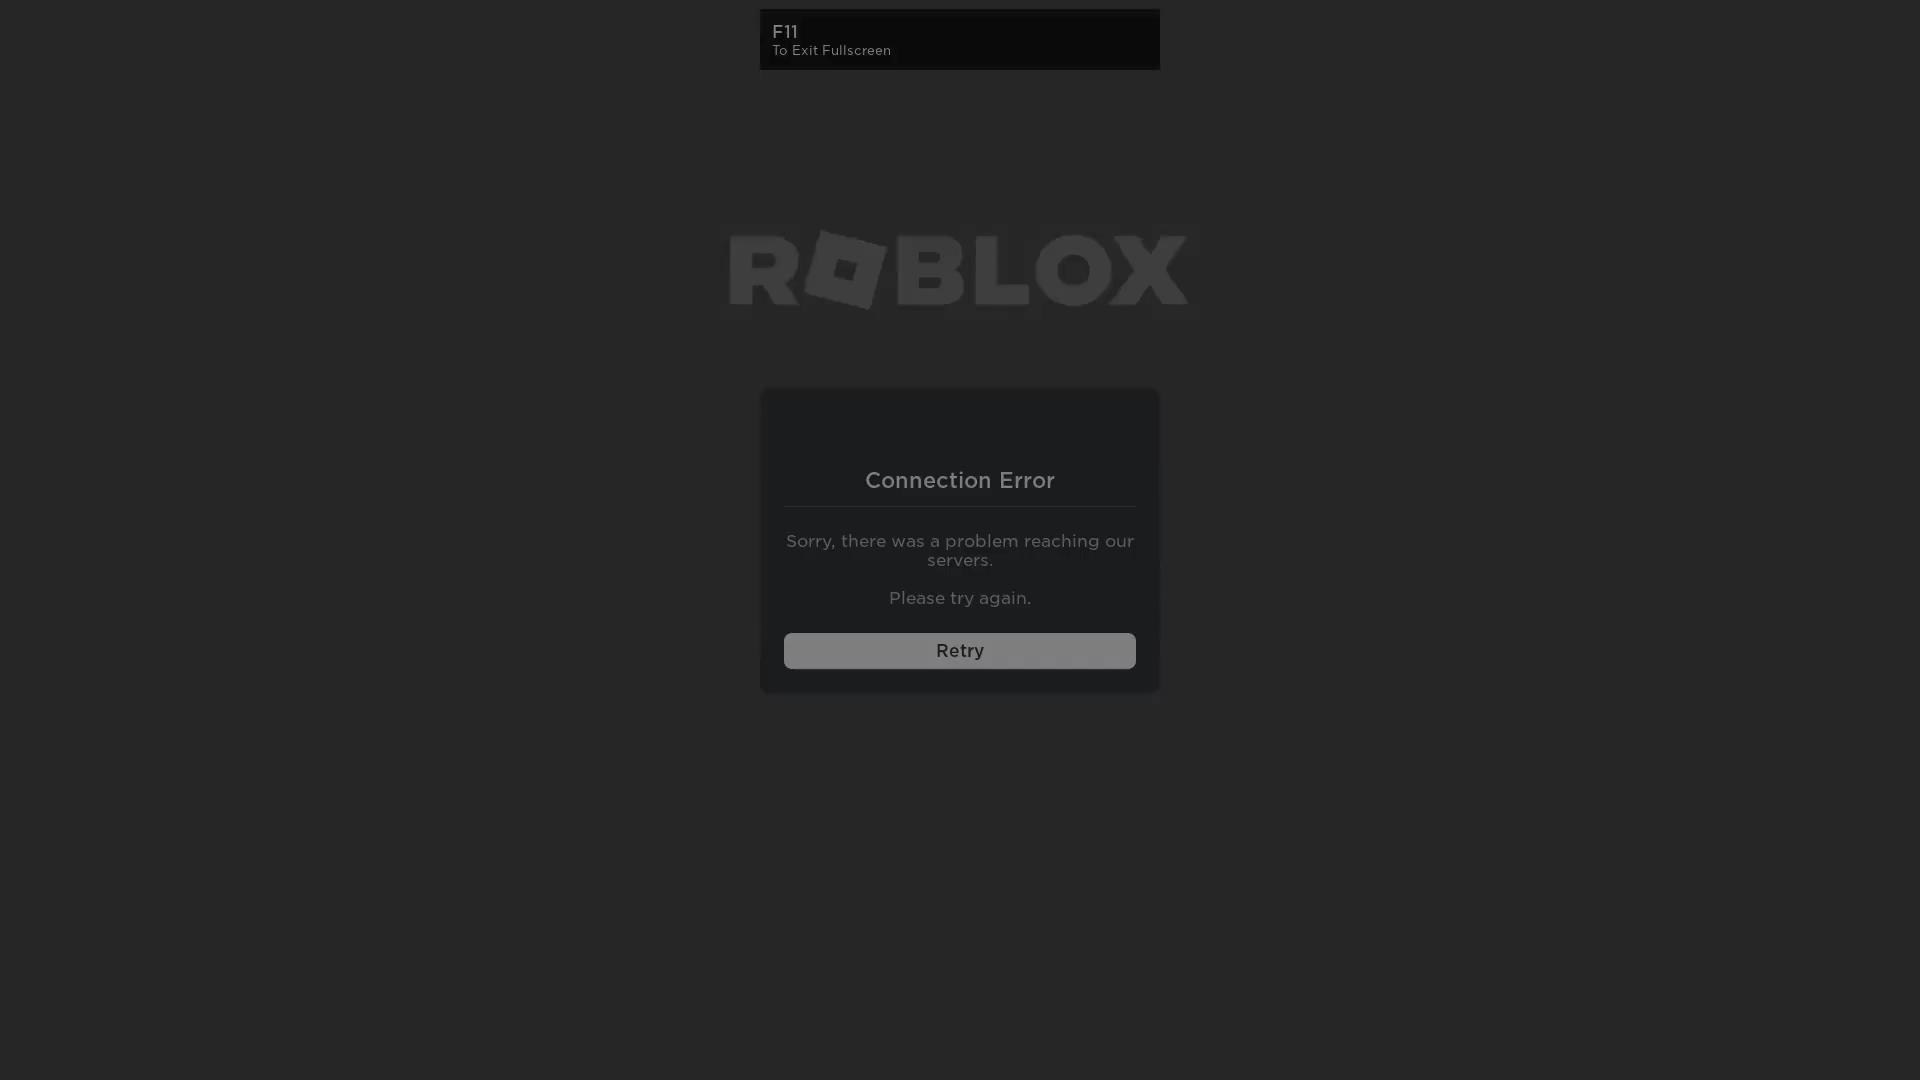 F11
To Exit Fullscreen
ROBLOX
Connection Error
Sorry, there was a problem reaching our
servers.
Please try again.
Retry